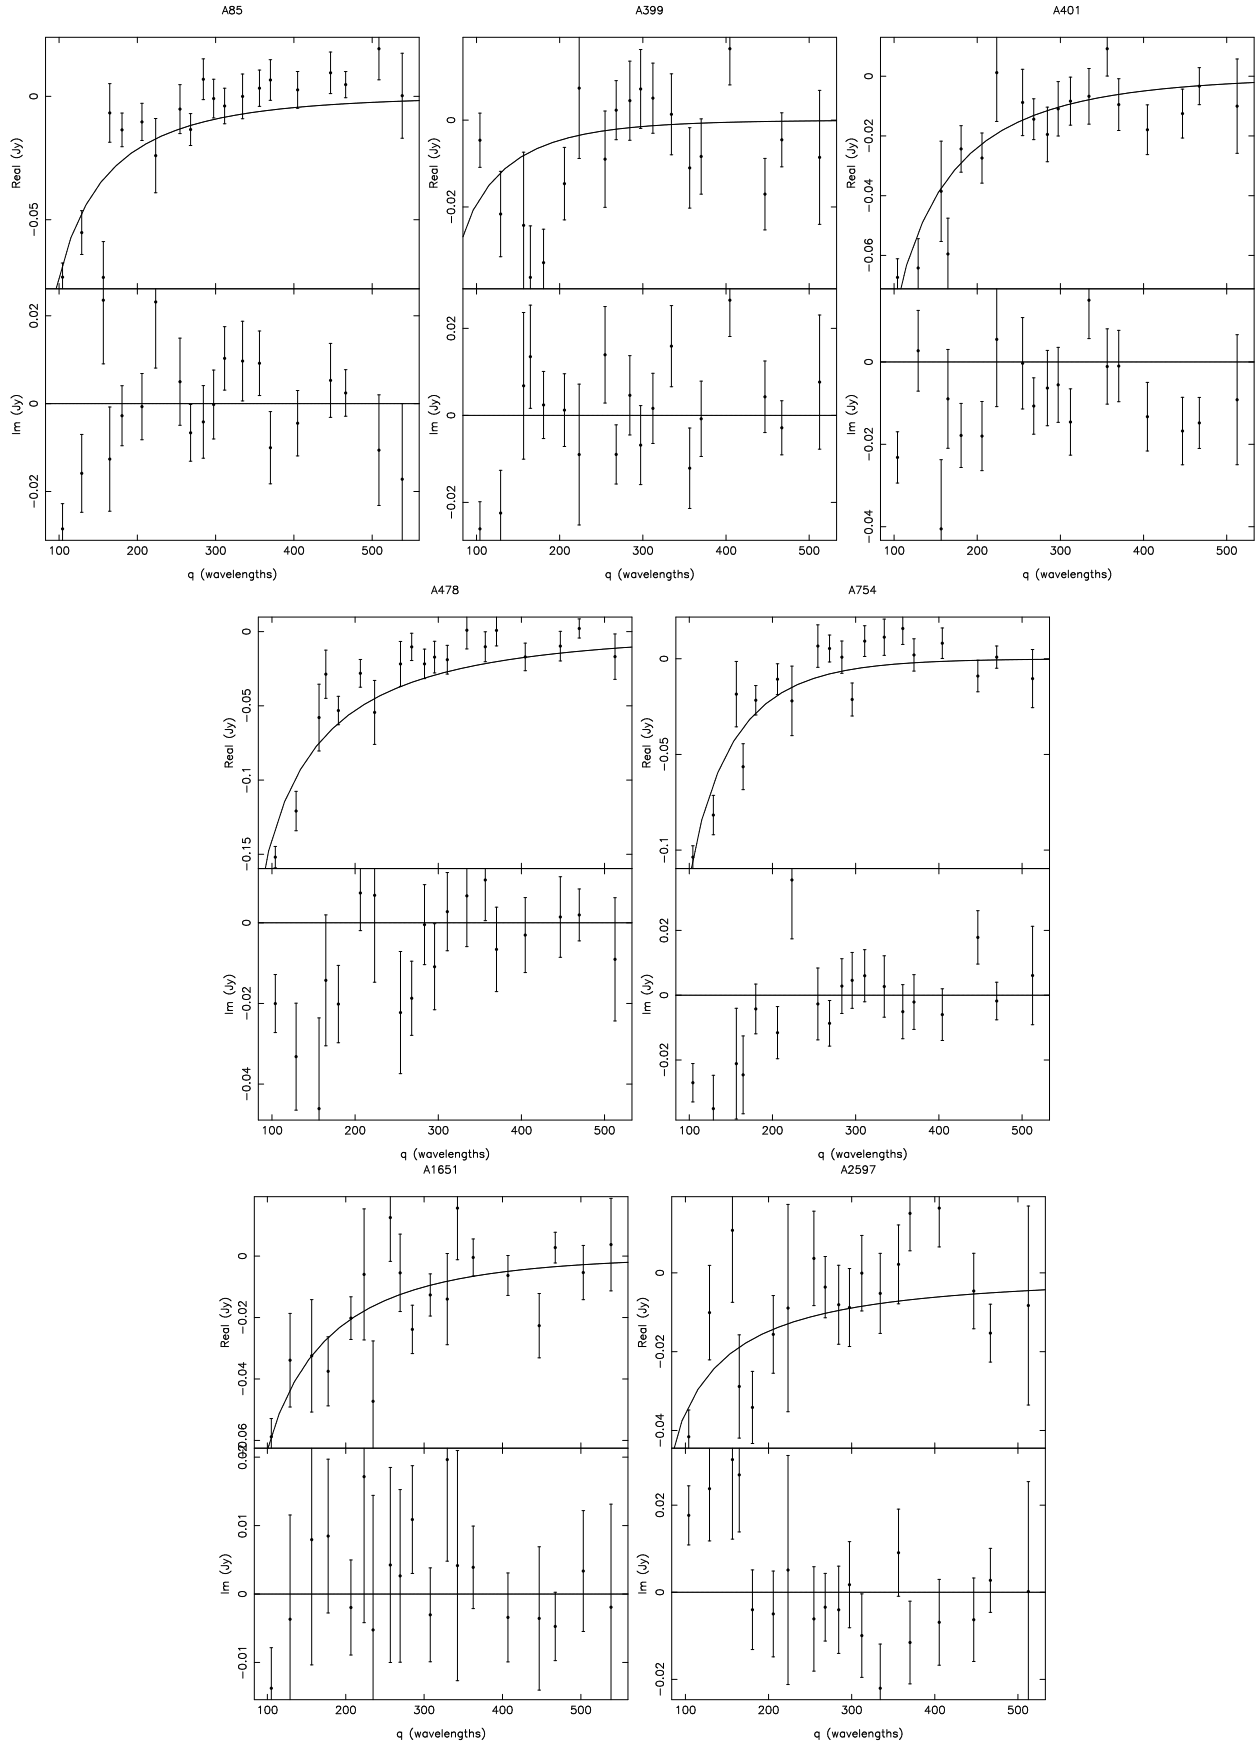 A85 A399 A401
Real (Jy) 0 −0.05
Real (Jy) 0 −0.02
Real (Jy) 0 −0.02 −0.04 −0.06
Im (Jy) 0.02 0 −0.02
Im (Jy) 0.02 0 −0.02
Im (Jy) 0 −0.02 −0.04
100 200 300 400 500 100 200 300 400 500 100 200 300 400 500
q (wavelengths) q (wavelengths) q (wavelengths)
A478 A754
Real (Jy) 0 −0.05 −0.1 −0.15
Real (Jy) 0 −0.05 −0.1
Im (Jy) 0 −0.02 −0.04
Im (Jy) 0.02 0 −0.02
100 200 300 400 500 100 200 300 400 500
q (wavelengths) q (wavelengths)
A1651 A2597
Real (Jy) 0 −0.02 −0.04 −0.06
Real (Jy) 0 −0.02 −0.04
Im (Jy) 0.02 0.01 0 −0.01
Im (Jy) 0.02 0 −0.02
100 200 300 400 500 100 200 300 400 500
q (wavelengths) q (wavelengths)